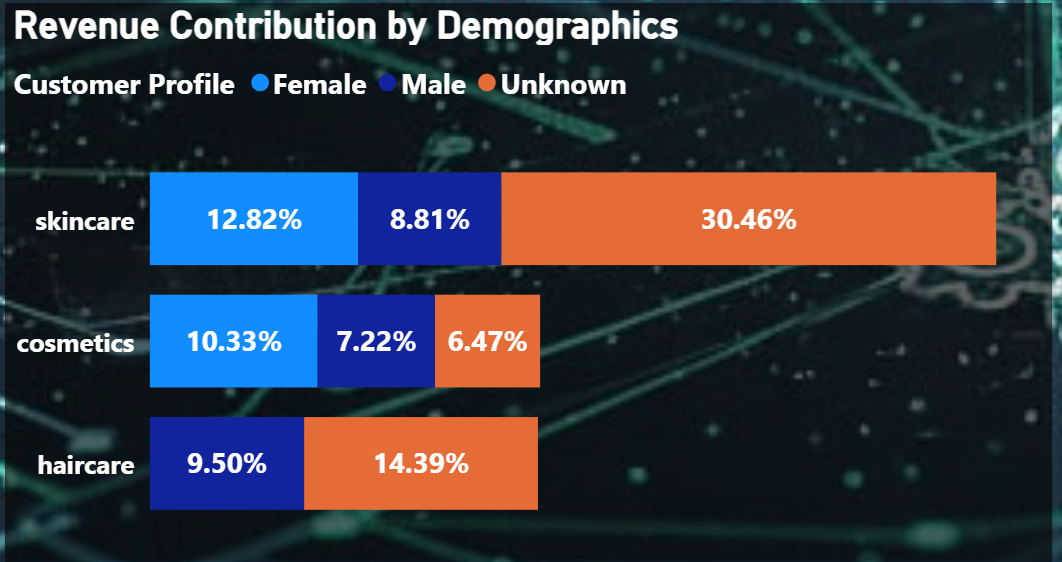 Revenue Contribution by Demographics
Customer Profile Female Male Unknown
skincare 12.82% 8.81% 30.46%
cosmetics 10.33% 7.22% 6.47%
haircare 9.50% 14.39%